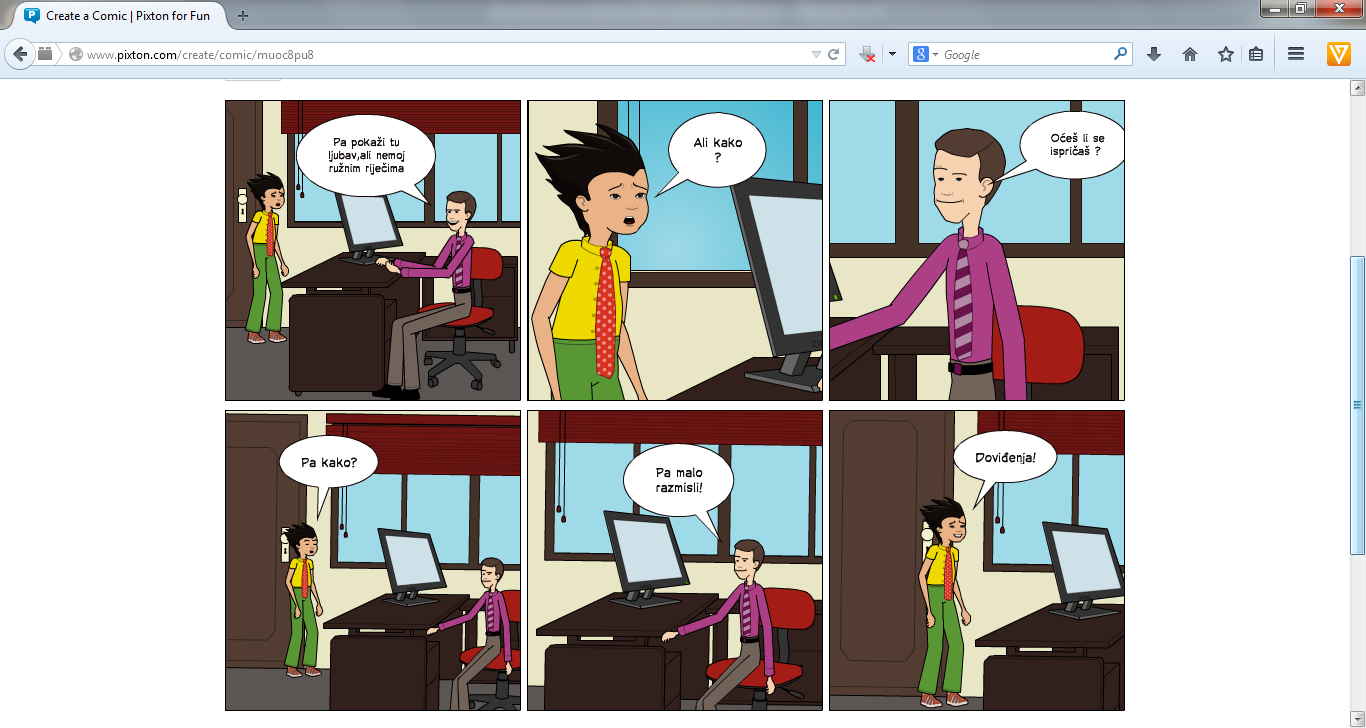 Create a Comic | Pixton for Fun
www.pixton.com/create/comic/muoc8pu8
Google
Pa pokaži tu
ljubav,ali nemoj
ružnim riječima
Ali kako
?
Oćeš li se
ispričaš ?
Pa kako?
Pa malo
razmisli!
Doviđenja!